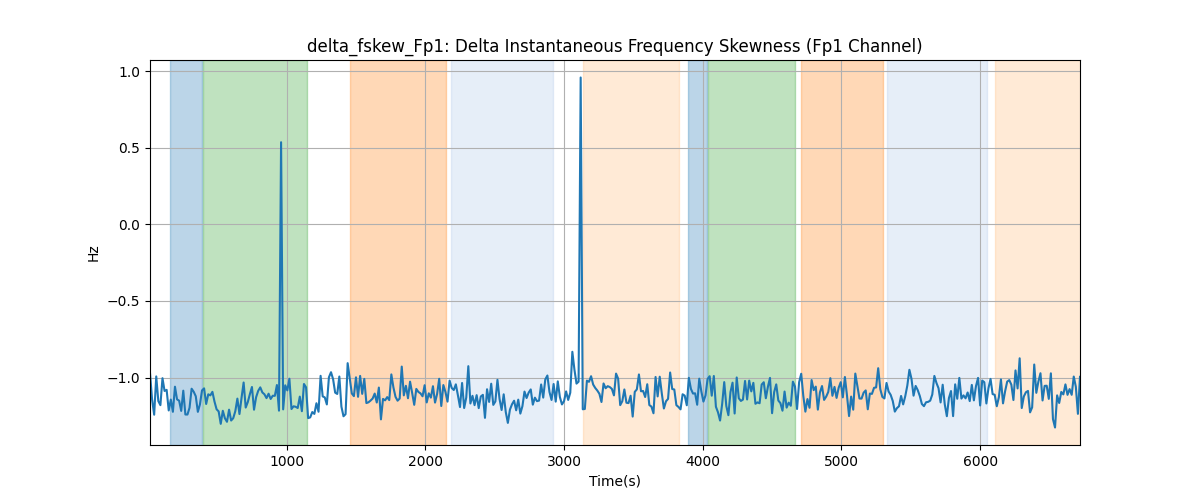 delta_fskew_Fp1: Delta Instantaneous Frequency Skewness (Fp1 Channel)
1.0
0.5
0.0
−0.5
−1.0
Hz
1000 2000 3000 4000 5000 6000
Time(s)